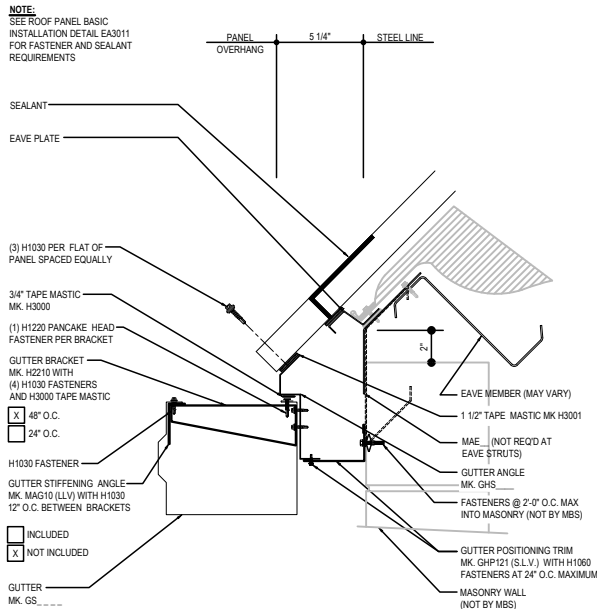 NOTE:
SEE ROOF PANEL BASIC
INSTALLATION DETAIL EA3011
FOR FASTENER AND SEALANT
REQUIREMENTS
PANEL
OVERHANG
5 1/4"
STEEL LINE
SEALANT
EAVE PLATE
(3) H1030 PER FLAT OF
PANEL SPACED EQUALLY
3/4" TAPE MASTIC
MK. H3000
(1) H1220 PANCAKE HEAD
FASTENER PER BRACKET
GUTTER BRACKET
MK. H2210 WITH
(4) H1030 FASTENERS
AND H3000 TAPE MASTIC
X 48" O.C.
24" O.C.
H1030 FASTENER
GUTTER STIFFENING ANGLE
MK. MAG10 (LLV) WITH H1030
12" O.C. BETWEEN BRACKETS
INCLUDED
X NOT INCLUDED
GUTTER
MK. GS_ _ _ _
2"
EAVE MEMBER (MAY VARY)
1 1/2" TAPE MASTIC MK H3001
MAE__ (NOT REQ'D AT
EAVE STRUTS)
GUTTER ANGLE
MK. GHS_ _ _
FASTENERS @ 2'-0" O.C. MAX
INTO MASONRY (NOT BY MBS)
GUTTER POSITIONING TRIM
MK. GHP121 (S.L.V.) WITH H1060
FASTENERS AT 24" O.C. MAXIMUM
MASONRY WALL
(NOT BY MBS)